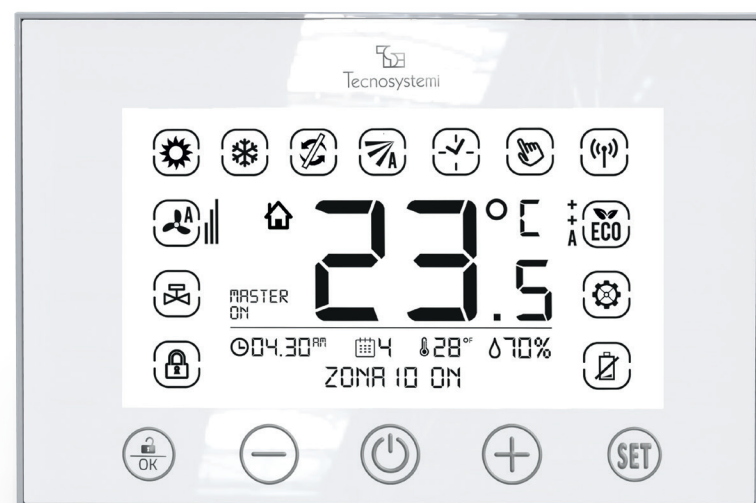 Tecnosystemi
A
A
°C
+
+
A
ECO
23.5
MASTER
ON
04.30AM 4 28°F 70%
ZONA 10 ON
OK
SET